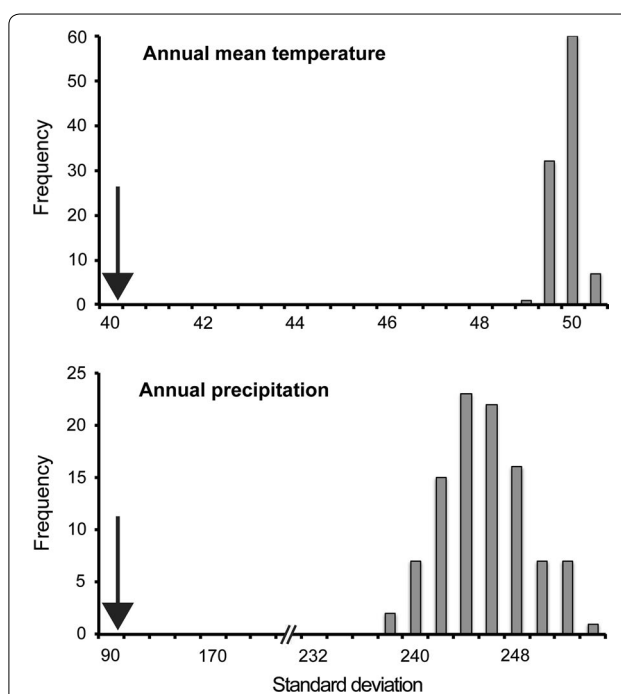 Annual mean temperature
Frequency
60
50
40
30
20
10
0
40 42 44 46 48 50
Annual precipitation
Frequency
25
20
15
10
5
0
90 170 232 240 248
Standard deviation